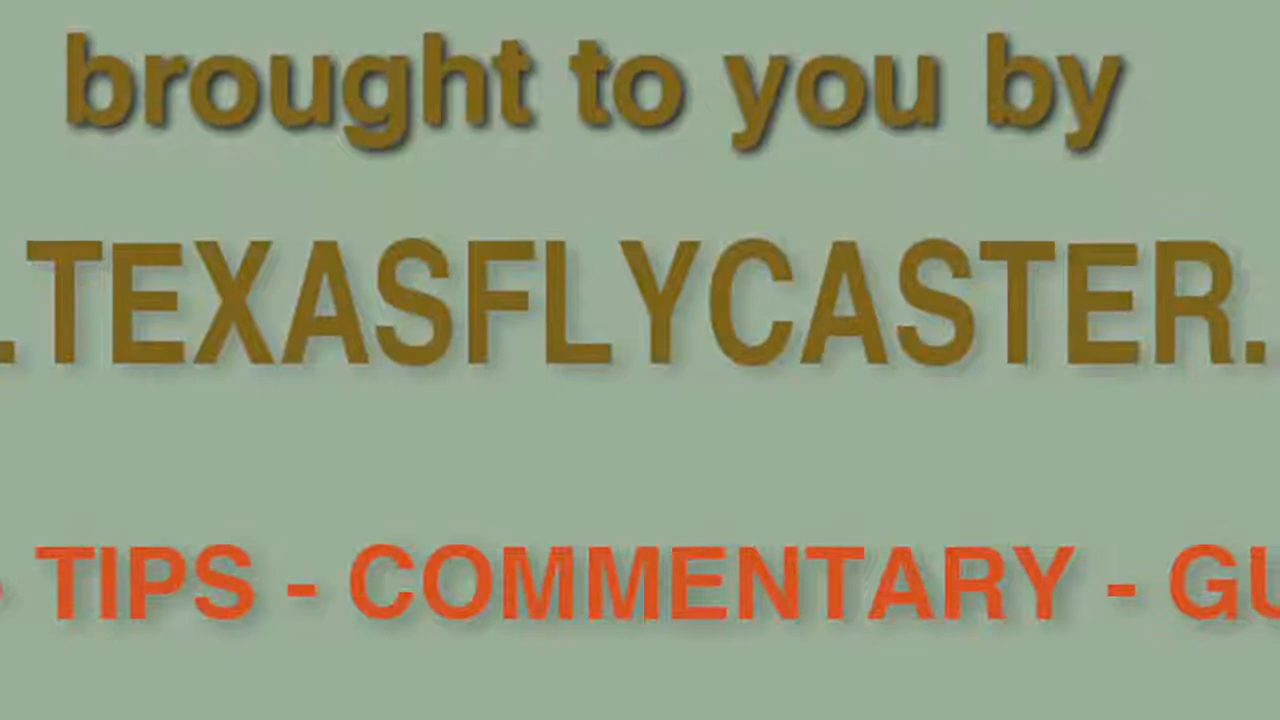 brought to you by
.TEXASFLYCASTER.
- TIPS - COMMENTARY - GU